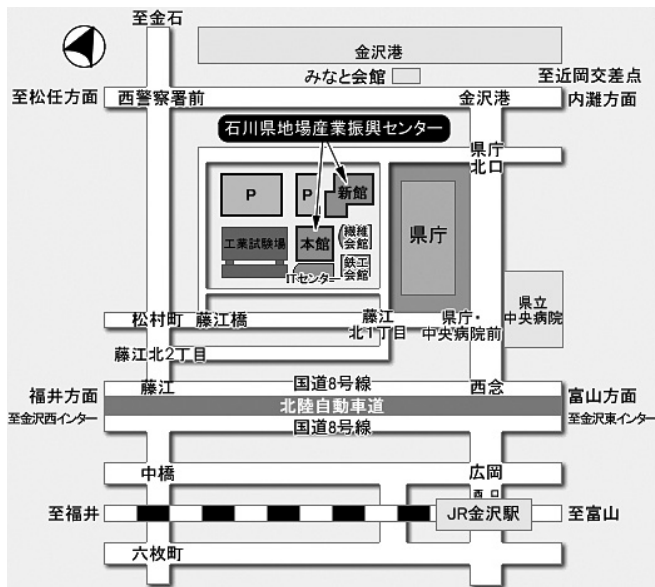 至金石
金沢港
みなと会館
至近岡交差点
至松任方面
西警察署前
金沢港
内灘方面
石川県地場産業振興センター
県庁
北口
P
P
新館
工業試験場
本館
繊維
会館
県庁
鉄工
会館
ITセンター
県立
中央病院
松村町
藤江橋
藤江
北1丁目
県庁・
中央病院前
藤江北2丁目
福井方面
藤江
国道8号線
西念
富山方面
至金沢西インター
北陸自動車道
至金沢東インター
国道8号線
中橋
広岡
西口
至福井
JR金沢駅
至富山
六枚町